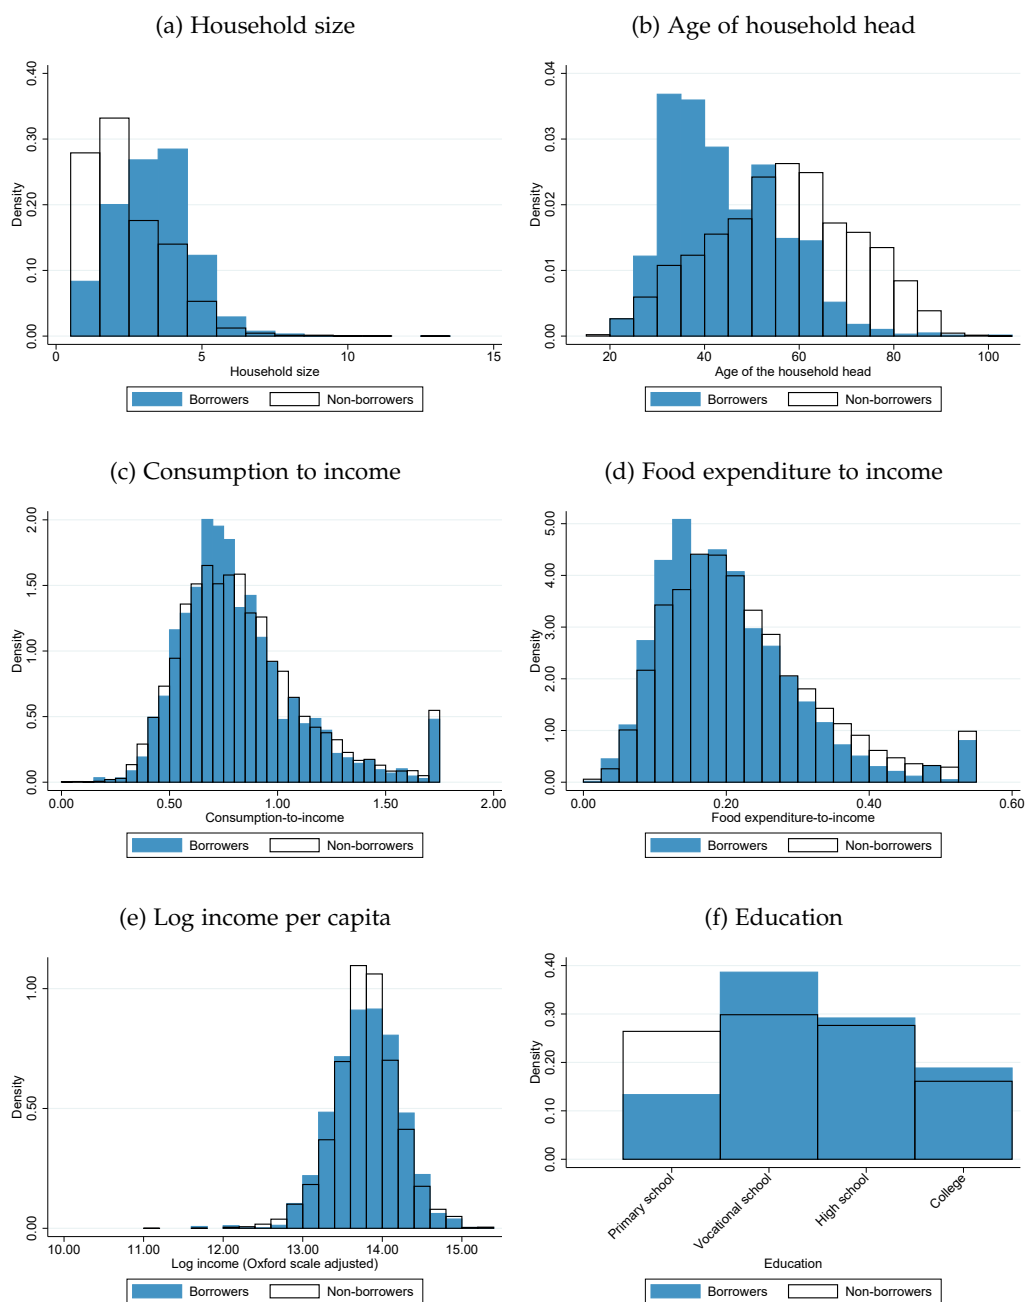 (a) Household size
0.40
0.30
0.20
0.10
0.00
Density
0 5 10 15
Household size
Borrowers Non-borrowers
(b) Age of household head
0.04
0.03
0.02
0.01
0.00
Density
20 40 60 80 100
Age of the household head
Borrowers Non-borrowers
(c) Consumption to income
2.00
1.50
1.00
0.50
0.00
Density
0.00 0.50 1.00 1.50 2.00
Consumption-to-income
Borrowers Non-borrowers
(d) Food expenditure to income
5.00
4.00
3.00
2.00
1.00
0.00
Density
0.00 0.20 0.40 0.60
Food expenditure-to-income
Borrowers Non-borrowers
(e) Log income per capita
1.00
0.50
0.00
Density
10.00 11.00 12.00 13.00 14.00 15.00
Log income (Oxford scale adjusted)
Borrowers Non-borrowers
(f) Education
0.40
0.30
0.20
0.10
0.00
Density
Primary school
Vocational school
High school
College
Education
Borrowers Non-borrowers